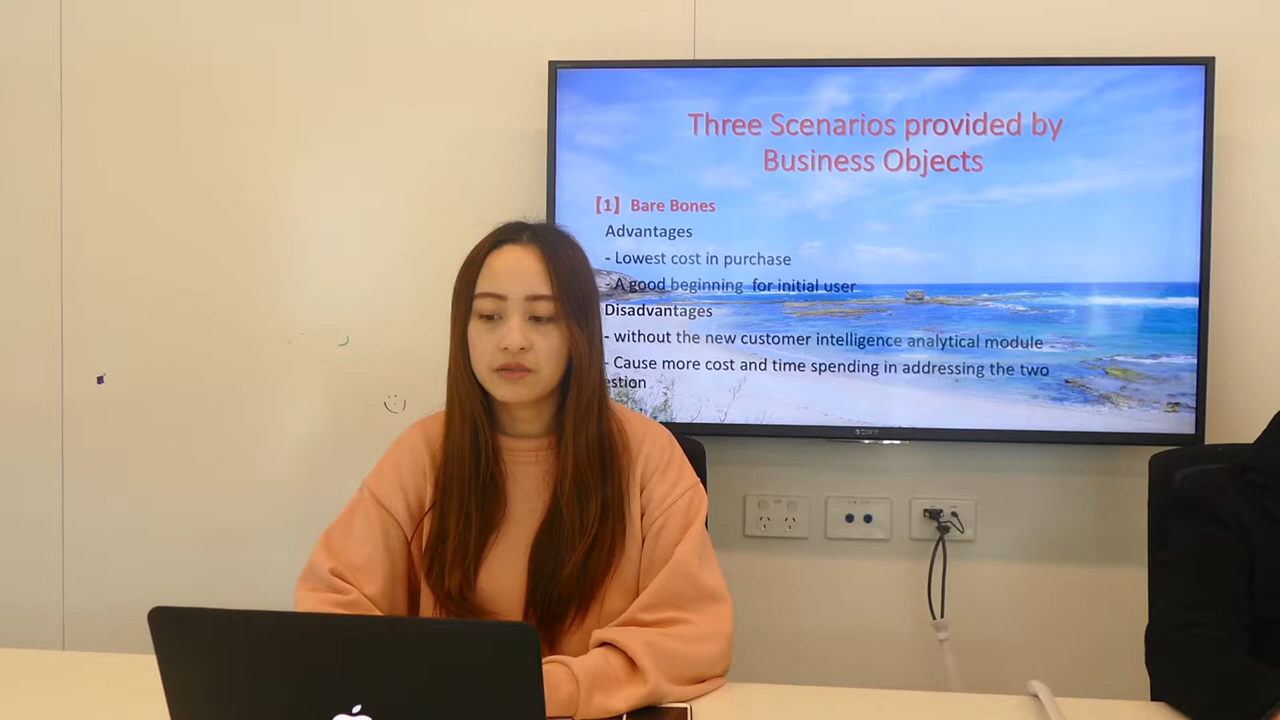 Three Scenarios provided by
Business Objects
【1】 Bare Bones
Advantages
- Lowest cost in purchase
- A good beginning for initial user
Disadvantages
- without the new customer intelligence analytical module
- Cause more cost and time spending in addressing the two
estion
SONY